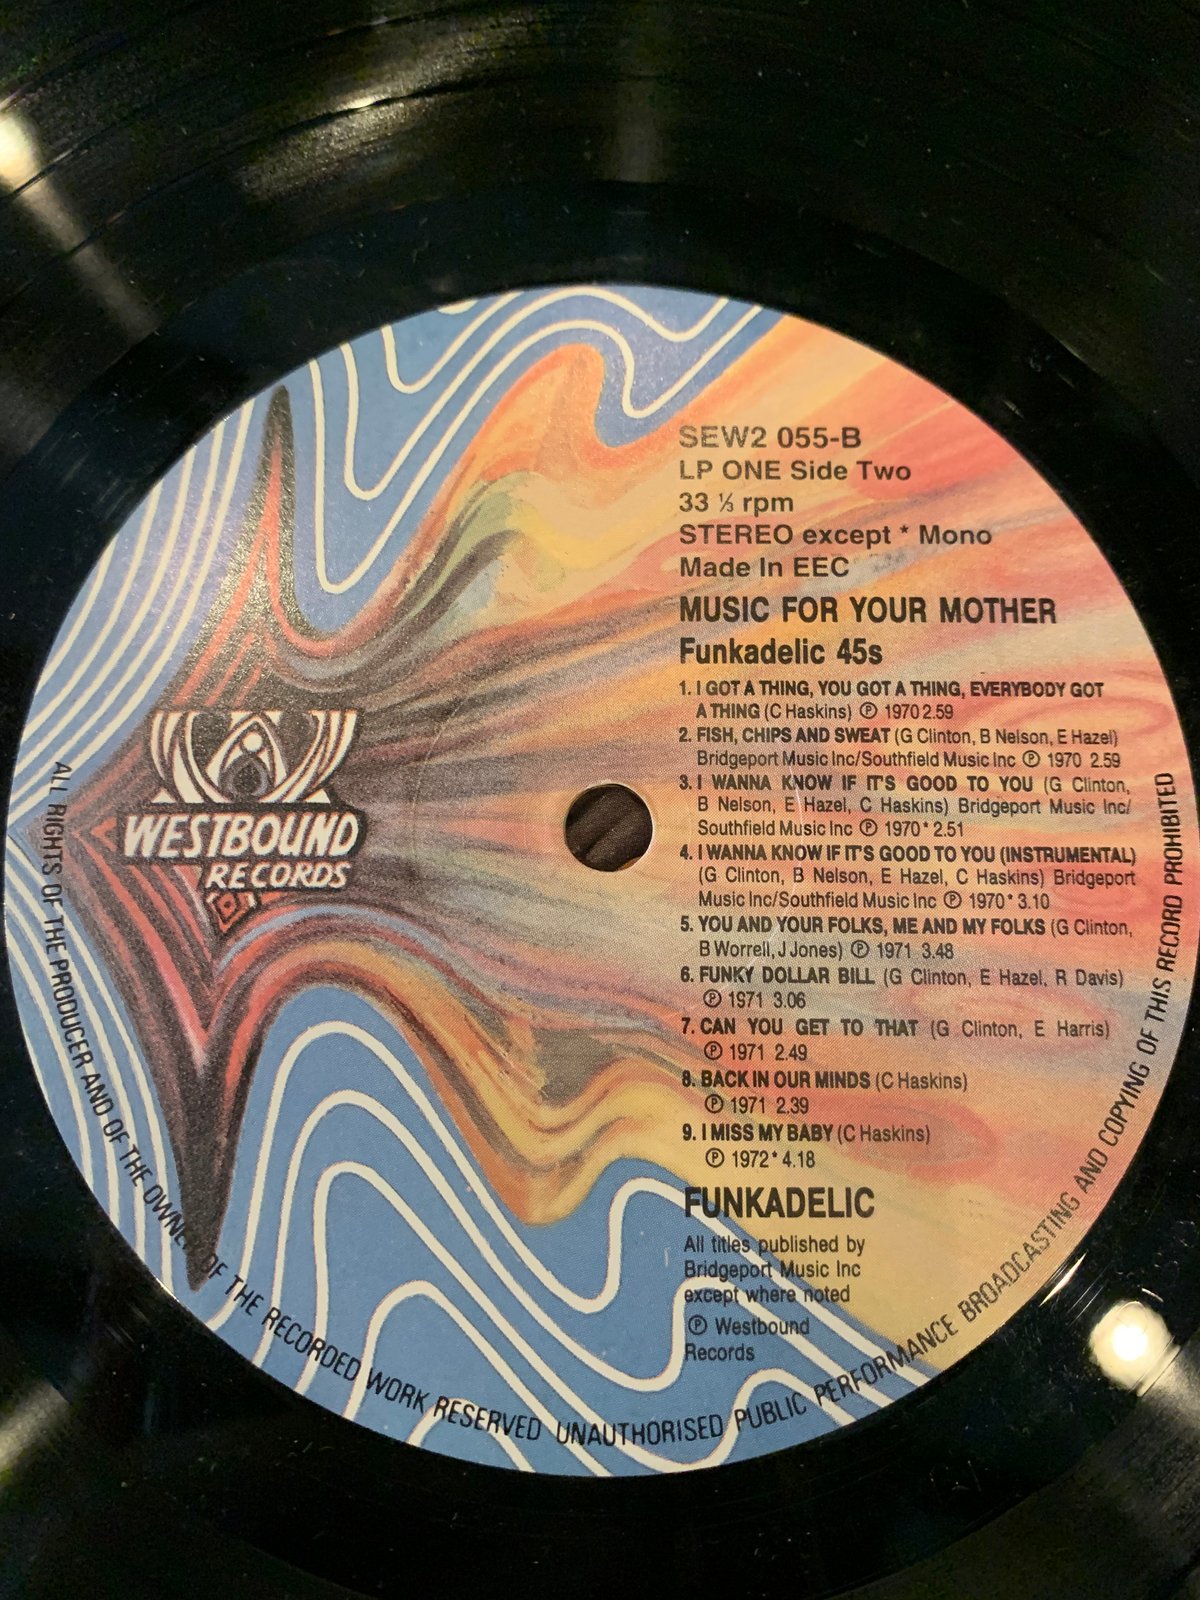 SEW2 055-B
LP ONE Side Two
33 ⅓ rpm
STEREO except * Mono
Made In EEC
MUSIC FOR YOUR MOTHER
Funkadelic 45s
1. I GOT A THING, YOU GOT A THING, EVERYBODY GOT
A THING (C Haskins) ℗ 1970 2.59
2. FISH, CHIPS AND SWEAT (G Clinton, B Nelson, E Hazel)
Bridgeport Music Inc/Southfield Music Inc ℗ 1970 2.59
3. I WANNA KNOW IF IT'S GOOD TO YOU (G Clinton,
B Nelson, E Hazel, C Haskins) Bridgeport Music Inc/
Southfield Music Inc ℗ 1970* 2.51
4. I WANNA KNOW IF IT'S GOOD TO YOU (INSTRUMENTAL)
(G Clinton, B Nelson, E Hazel, C Haskins) Bridgeport
Music Inc/Southfield Music Inc ℗ 1970* 3.10
5. YOU AND YOUR FOLKS, ME AND MY FOLKS (G Clinton,
B Worrell, J Jones) ℗ 1971 3.48
6. FUNKY DOLLAR BILL (G Clinton, E Hazel, R Davis)
℗ 1971 3.06
7. CAN YOU GET TO THAT (G Clinton, E Harris)
℗ 1971 2.49
8. BACK IN OUR MINDS (C Haskins)
℗ 1971 2.39
9. I MISS MY BABY (C Haskins)
℗ 1972* 4.18
FUNKADELIC
All titles published by
Bridgeport Music Inc
except where noted
℗ Westbound
Records
WESTBOUND
RECORDS
ALL RIGHTS OF THE PRODUCER AND OF THE OWNER OF THE RECORDED WORK RESERVED UNAUTHORISED PUBLIC PERFORMANCE BROADCASTING AND COPYING OF THIS RECORD PROHIBITED